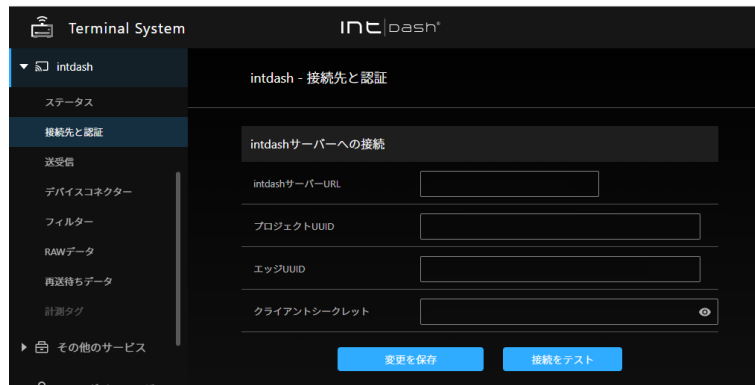 Terminal System
intdash
intdash
ステータス
接続先と認証
送受信
デバイスコネクター
フィルター
RAWデータ
再送待ちデータ
計測タグ
その他のサービス
intdash - 接続先と認証
intdashサーバーへの接続
intdashサーバーURL
プロジェクトUUID
エッジUUID
クライアントシークレット
変更を保存
接続をテスト